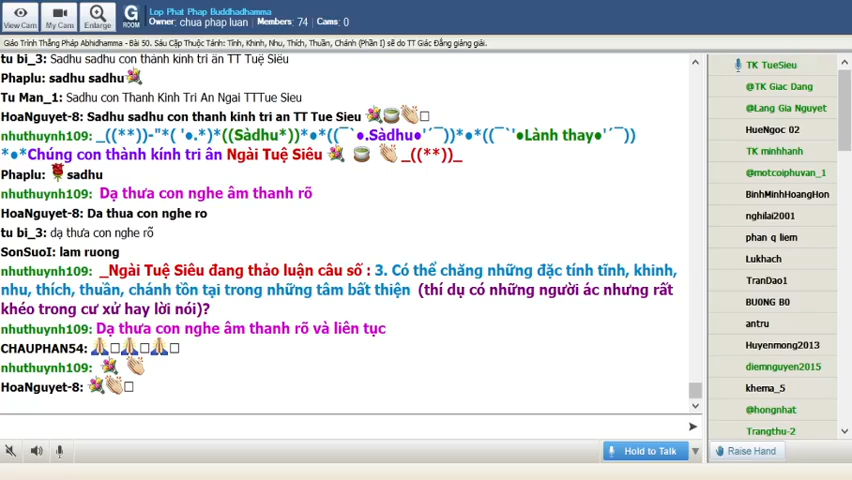 View Cam
My Cam
Enlarge
G
ROOM
Lop Phat Phap Buddhadhamma
Owner: chua phap luan Members: 74 Cams: 0
Giáo Trình Thắng Pháp Abhidhamma - Bài 50. Sáu Cặp Thuộc Tánh: Tĩnh, Khinh, Nhu, Thích, Thuần, Chánh (Phần I) sẽ do TT Giác Đẳng giảng giải.
tu bi_3: Sadhu sadhu con thành kính tri ân TT Tuệ Siêu
Phaplu: sadhu sadhu
Tu Man_1: Sadhu con Thanh Kinh Tri An Ngai TTTue Sieu
HoaNguyet-8: Sadhu sadhu con thanh kinh tri an TT Tue Sieu
nhuthuynh109: _((**))-"*( '●.*)*((Sàdhu*))●*●*((¯`●.Sàdhu●'´¯))*●*((¯`'●Lành thay●'´¯))
*●*Chúng con thành kính tri ân Ngài Tuệ Siêu _((**))_
Phaplu: sadhu
nhuthuynh109: Dạ thưa con nghe âm thanh rõ
HoaNguyet-8: Da thua con nghe ro
tu bi_3: dạ thưa con nghe rõ
SonSuoI: lam ruong
nhuthuynh109: _Ngài Tuệ Siêu đang thảo luận câu số : 3. Có thể chăng những đặc tính tĩnh, khinh,
nhu, thích, thuần, chánh tồn tại trong những tâm bất thiện (thí dụ có những người ác nhưng rất
khéo trong cư xử hay lời nói)?
nhuthuynh109: Dạ thưa con nghe âm thanh rõ và liên tục
CHAUPHAN54:
nhuthuynh109:
HoaNguyet-8:
Hold to Talk
TK TueSieu
@TK Giac Dang
@Lang Gia Nguyet
HueNgoc 02
TK minhhanh
@motcoiphuvan_1
BinhMinhHoangHon
nghilai2001
phan q liem
Lukhach
TranDao1
BU0NG B0
antru
Huyenmong2013
diemnguyen2015
khema_5
@hongnhat
Trangthu-2
Raise Hand